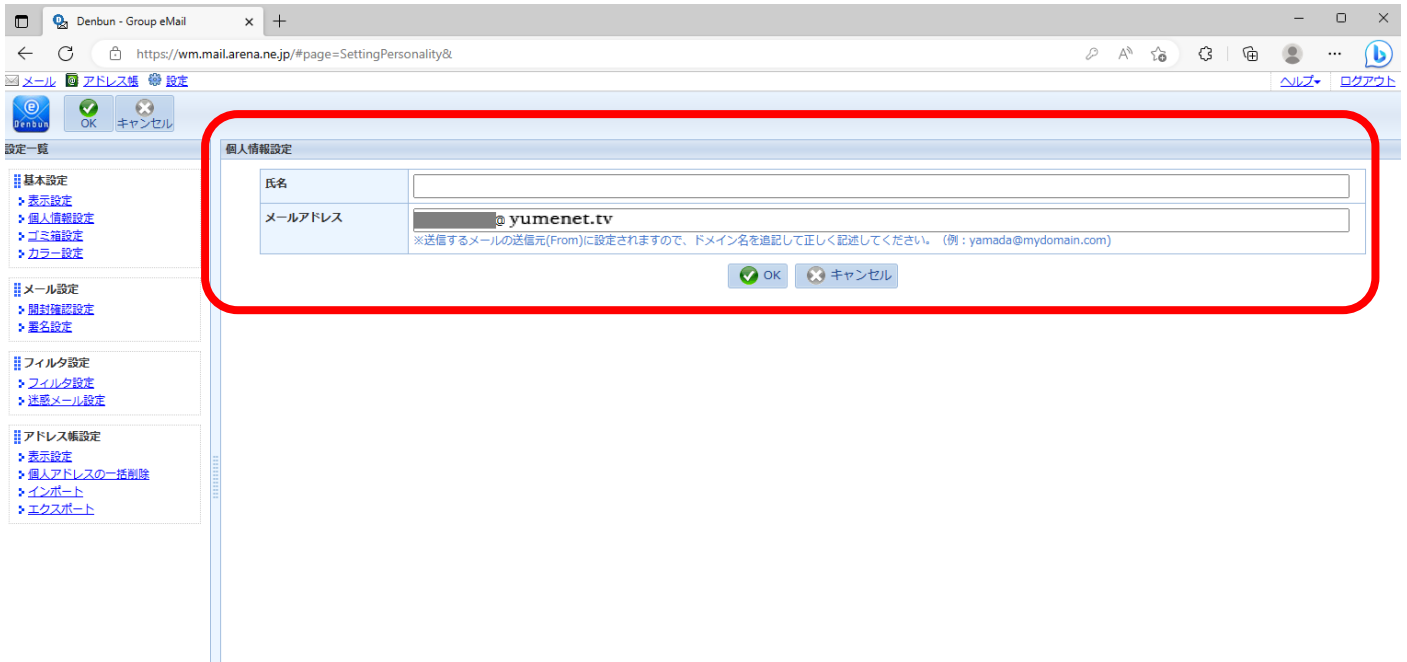 Denbun - Group eMail
https://wm.mail.arena.ne.jp/#page=SettingPersonality&
メール アドレス帳 設定 ヘルプ ログアウト
Denbun OK キャンセル
設定一覧
個人情報設定
基本設定
表示設定
個人情報設定
ゴミ箱設定
カラー設定
メール設定
開封確認設定
署名設定
フィルタ設定
フィルタ設定
迷惑メール設定
アドレス帳設定
表示設定
個人アドレスの一括削除
インポート
エクスポート
氏名
メールアドレス
@ yumenet.tv
※送信するメールの送信元(From)に設定されますので、ドメイン名を追記して正しく記述してください。 (例：yamada@mydomain.com)
OK キャンセル